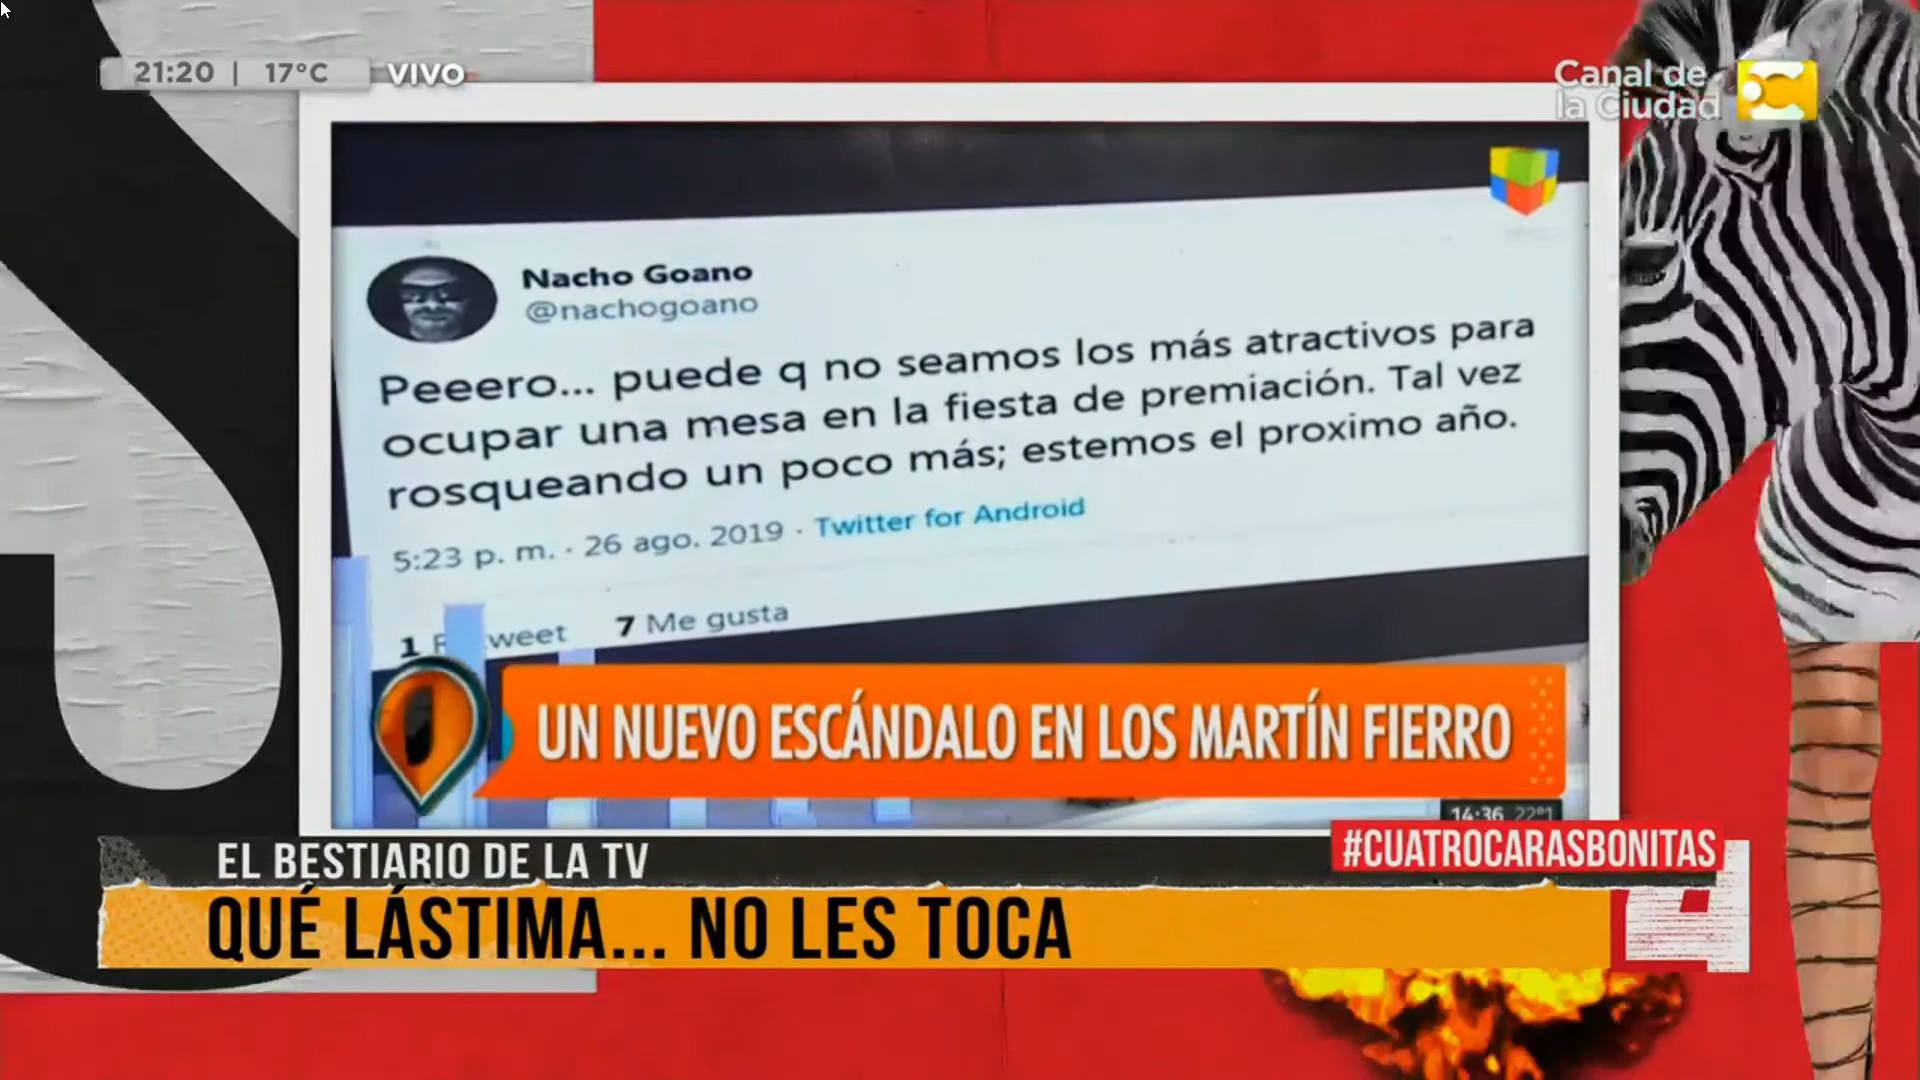 21:20 | 17°C VIVO
Canal de
la Ciudad
Nacho Goano
@nachogoano
Peeero... puede q no seamos los más atractivos para
ocupar una mesa en la fiesta de premiación. Tal vez
rosqueando un poco más; estemos el proximo año.
5:23 p. m. · 26 ago. 2019 · Twitter for Android
1 7 Me gusta
UN NUEVO ESCÁNDALO EN LOS MARTÍN FIERRO
14:36 22°1
#CUATROCARASBONITAS
EL BESTIARIO DE LA TV
QUÉ LÁSTIMA... NO LES TOCA